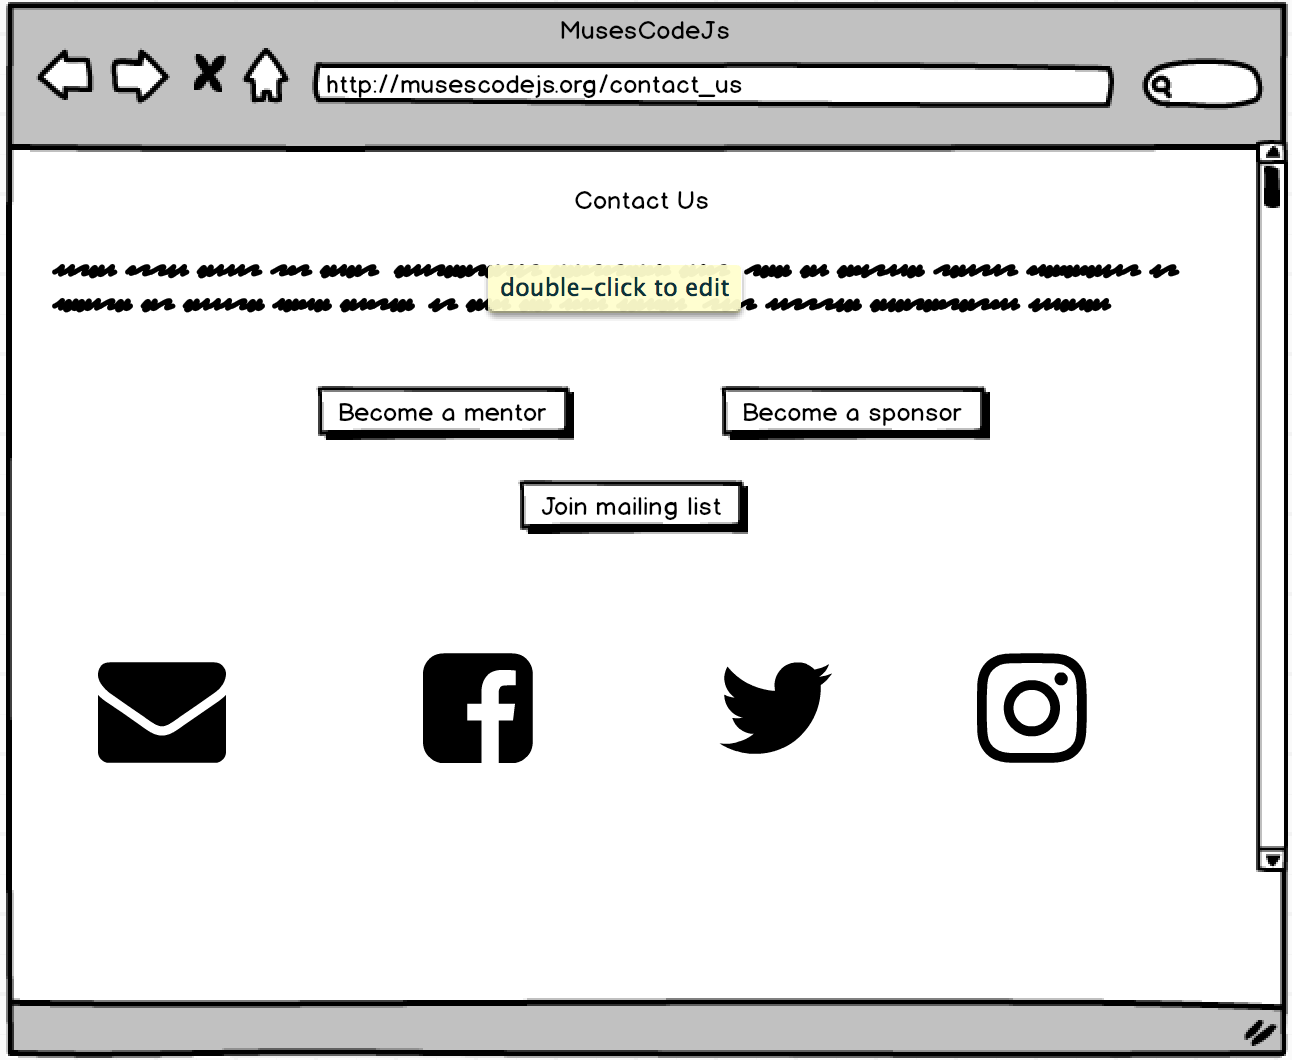 MusesCodeJs
http://musescodejs.org/contact_us
Contact Us
double-click to edit
Become a mentor
Become a sponsor
Join mailing list